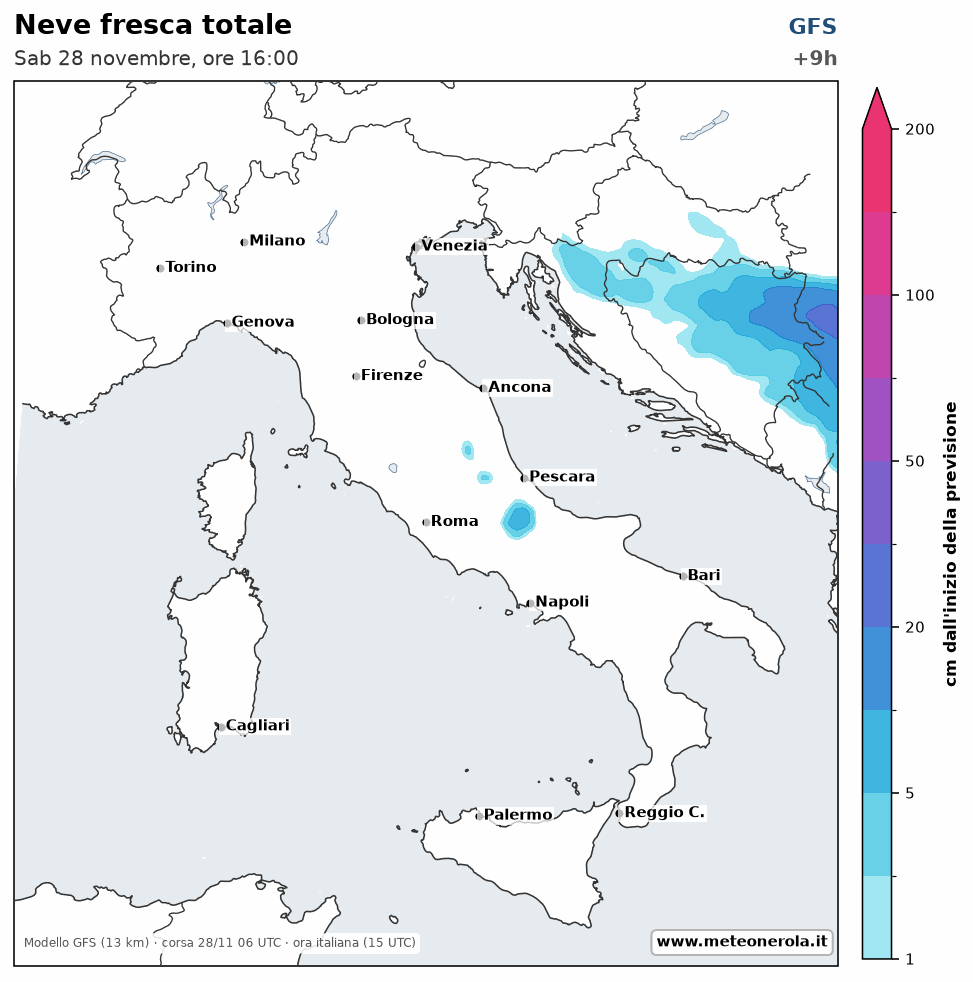 Neve fresca totale
GFS
Sab 28 novembre, ore 16:00
+9h
200
100
50
20
5
1
cm dall'inizio della previsione
Milano
Venezia
Torino
Genova
Bologna
Firenze
Ancona
Pescara
Roma
Bari
Napoli
Cagliari
Palermo
Reggio C.
Modello GFS (13 km) · corsa 28/11 06 UTC · ora italiana (15 UTC)
www.meteonerola.it